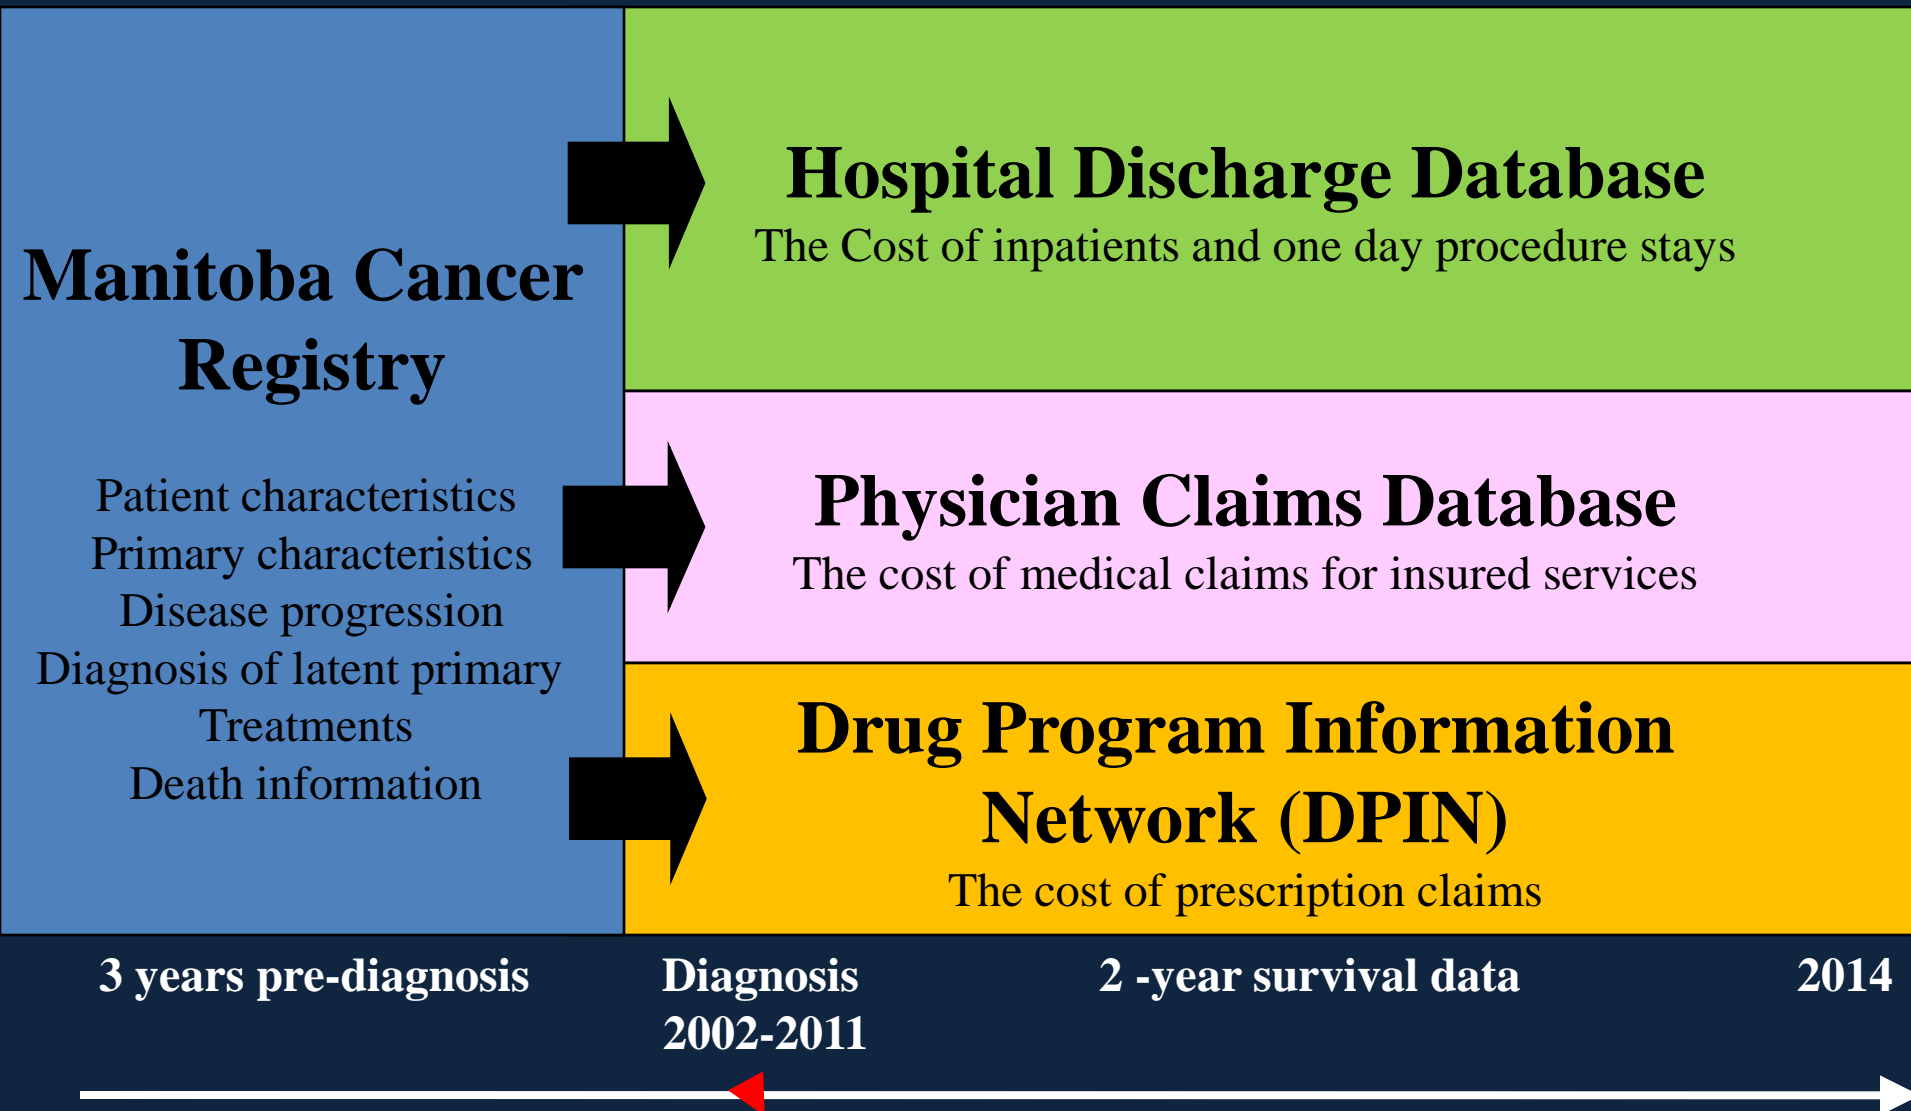 Manitoba Cancer
Registry
Patient characteristics
Primary characteristics
Disease progression
Diagnosis of latent primary
Treatments
Death information
Hospital Discharge Database
The Cost of inpatients and one day procedure stays
Physician Claims Database
The cost of medical claims for insured services
Drug Program Information
Network (DPIN)
The cost of prescription claims
3 years pre-diagnosis
Diagnosis
2002-2011
2 -year survival data
2014